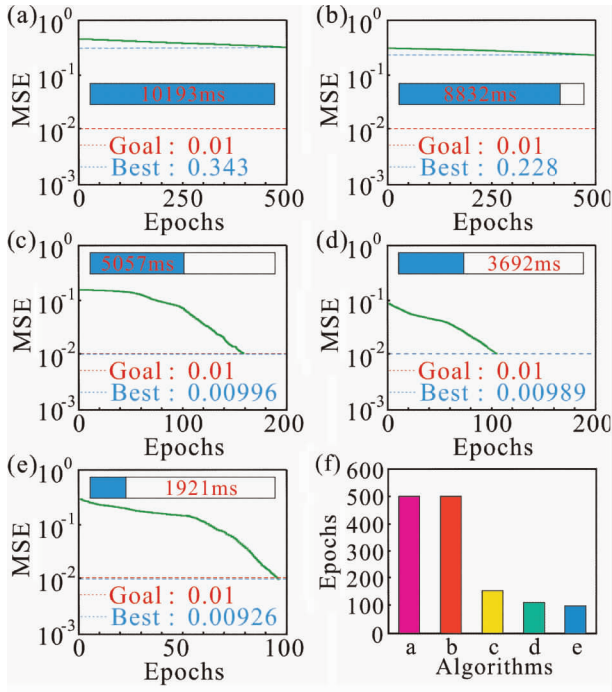 (a)
10⁰
10⁻¹
10⁻²
10⁻³
MSE
10193ms
Goal : 0.01
Best : 0.343
0 250 500
Epochs
(b)
10⁰
10⁻¹
10⁻²
10⁻³
MSE
8832ms
Goal : 0.01
Best : 0.228
0 250 500
Epochs
(c)
10⁰
10⁻¹
10⁻²
10⁻³
MSE
5057ms
Goal : 0.01
Best : 0.00996
0 100 200
Epochs
(d)
10⁰
10⁻¹
10⁻²
10⁻³
MSE
3692ms
Goal : 0.01
Best : 0.00989
0 100 200
Epochs
(e)
10⁰
10⁻¹
10⁻²
10⁻³
MSE
1921ms
Goal : 0.01
Best : 0.00926
0 50 100
Epochs
(f)
600
500
400
300
200
100
0
Epochs
a b c d e
Algorithms